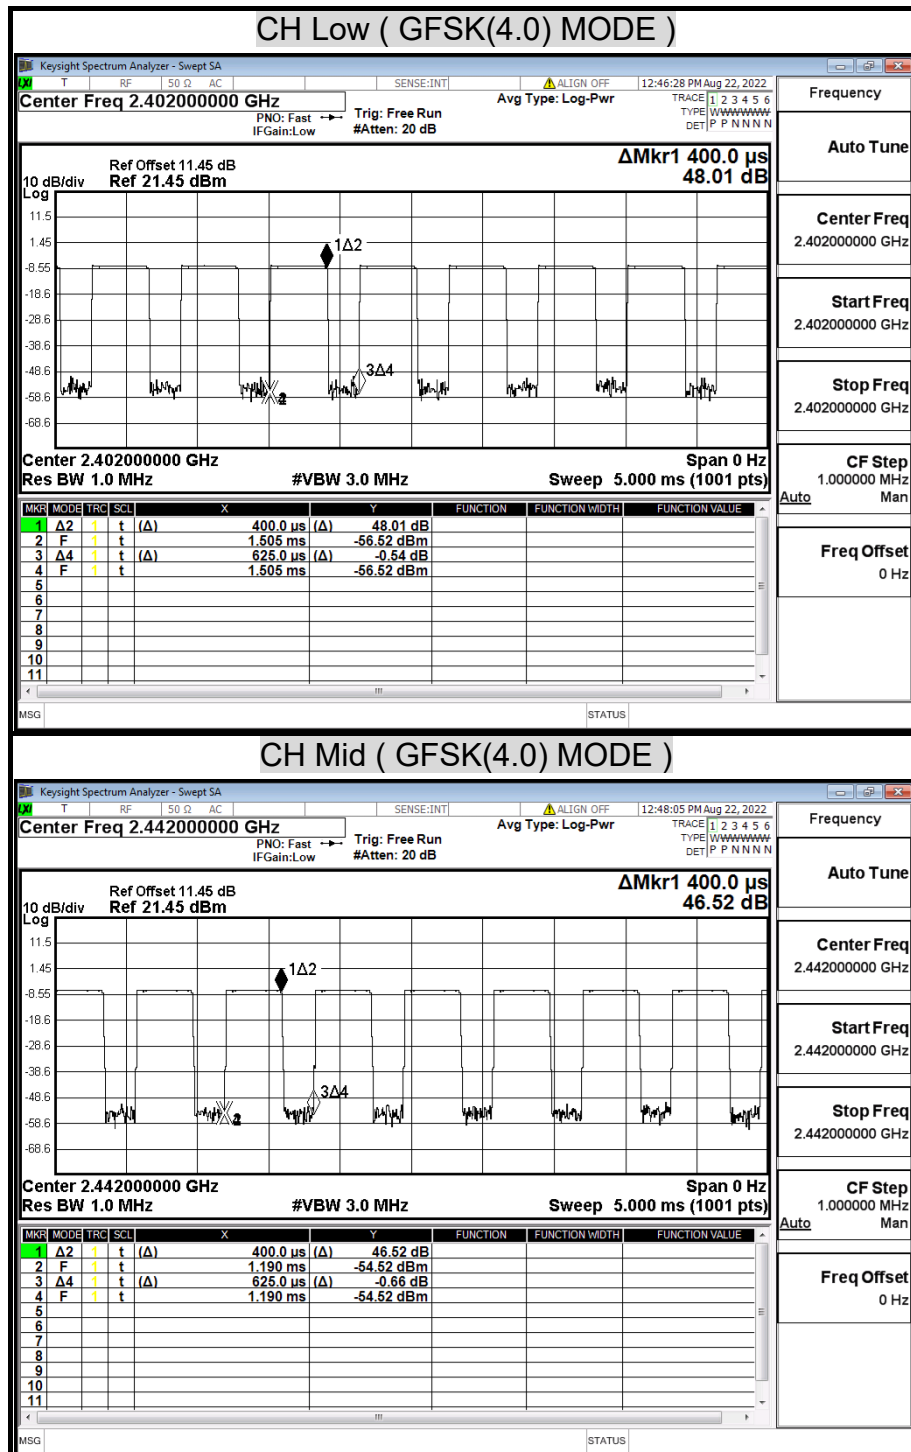 CH Low ( GFSK(4.0) MODE )
Keysight Spectrum Analyzer - Swept SA
LXI T RF 50 Ω AC SENSE:INT ALIGN OFF 12:46:28 PM Aug 22, 2022
Center Freq 2.402000000 GHz
PNO: Fast
IFGain:Low
Trig: Free Run
#Atten: 20 dB
Avg Type: Log-Pwr
TRACE 1 2 3 4 5 6
TYPE WWWWWW
DET P P N N N N
Frequency
ΔMkr1 400.0 µs
48.01 dB
Ref Offset 11.45 dB
10 dB/div Ref 21.45 dBm
Log
11.5
1.45
-8.55
-18.6
-28.6
-38.6
-48.6
-58.6
-68.6
1Δ2
3Δ4
Center 2.402000000 GHz Span 0 Hz
Res BW 1.0 MHz #VBW 3.0 MHz Sweep 5.000 ms (1001 pts)
MKR MODE TRC SCL X Y FUNCTION FUNCTION WIDTH FUNCTION VALUE
1 Δ2 1 t (Δ) 400.0 µs (Δ) 48.01 dB
2 F 1 t 1.505 ms -56.52 dBm
3 Δ4 1 t (Δ) 625.0 µs (Δ) -0.54 dB
4 F 1 t 1.505 ms -56.52 dBm
5
6
7
8
9
10
11
MSG STATUS
Auto Tune
Center Freq
2.402000000 GHz
Start Freq
2.402000000 GHz
Stop Freq
2.402000000 GHz
CF Step
1.000000 MHz
Auto Man
Freq Offset
0 Hz
CH Mid ( GFSK(4.0) MODE )
Keysight Spectrum Analyzer - Swept SA
LXI T RF 50 Ω AC SENSE:INT ALIGN OFF 12:48:05 PM Aug 22, 2022
Center Freq 2.442000000 GHz
PNO: Fast
IFGain:Low
Trig: Free Run
#Atten: 20 dB
Avg Type: Log-Pwr
TRACE 1 2 3 4 5 6
TYPE WWWWWW
DET P P N N N N
Frequency
ΔMkr1 400.0 µs
46.52 dB
Ref Offset 11.45 dB
10 dB/div Ref 21.45 dBm
Log
11.5
1.45
-8.55
-18.6
-28.6
-38.6
-48.6
-58.6
-68.6
1Δ2
3Δ4
Center 2.442000000 GHz Span 0 Hz
Res BW 1.0 MHz #VBW 3.0 MHz Sweep 5.000 ms (1001 pts)
MKR MODE TRC SCL X Y FUNCTION FUNCTION WIDTH FUNCTION VALUE
1 Δ2 1 t (Δ) 400.0 µs (Δ) 46.52 dB
2 F 1 t 1.190 ms -54.52 dBm
3 Δ4 1 t (Δ) 625.0 µs (Δ) -0.66 dB
4 F 1 t 1.190 ms -54.52 dBm
5
6
7
8
9
10
11
MSG STATUS
Auto Tune
Center Freq
2.442000000 GHz
Start Freq
2.442000000 GHz
Stop Freq
2.442000000 GHz
CF Step
1.000000 MHz
Auto Man
Freq Offset
0 Hz